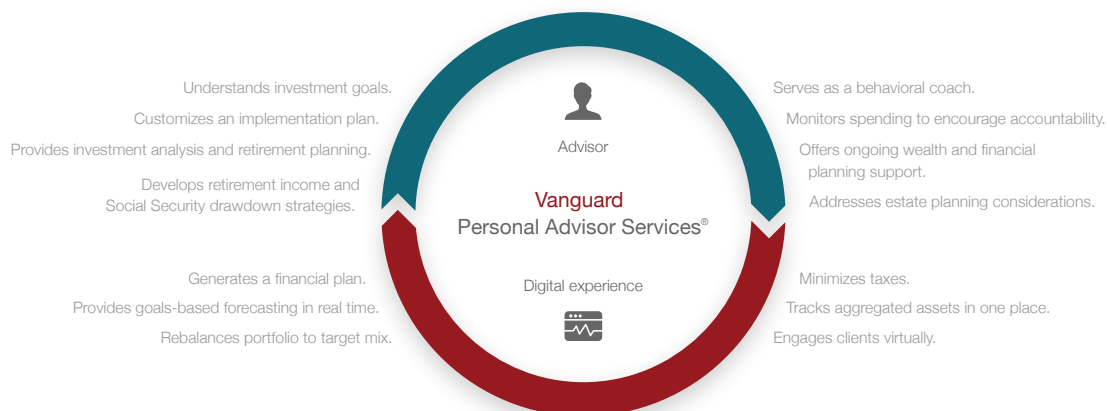 Understands investment goals.
Customizes an implementation plan.
Provides investment analysis and retirement planning.
Develops retirement income and
Social Security drawdown strategies.
Advisor
Serves as a behavioral coach.
Monitors spending to encourage accountability.
Offers ongoing wealth and financial
planning support.
Addresses estate planning considerations.
Vanguard
Personal Advisor Services®
Generates a financial plan.
Provides goals-based forecasting in real time.
Rebalances portfolio to target mix.
Digital experience
Minimizes taxes.
Tracks aggregated assets in one place.
Engages clients virtually.